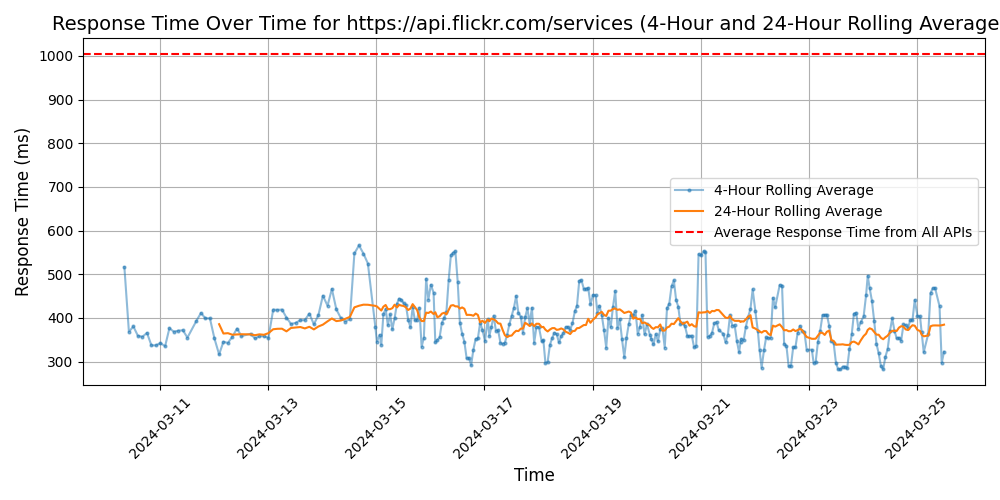 Response Time Over Time for https://api.flickr.com/services (4-Hour and 24-Hour Rolling Average
1000
900
800
700
600
500
400
300
Response Time (ms)
4-Hour Rolling Average
24-Hour Rolling Average
Average Response Time from All APIs
2024-03-11
2024-03-13
2024-03-15
2024-03-17
2024-03-19
2024-03-21
2024-03-23
2024-03-25
Time